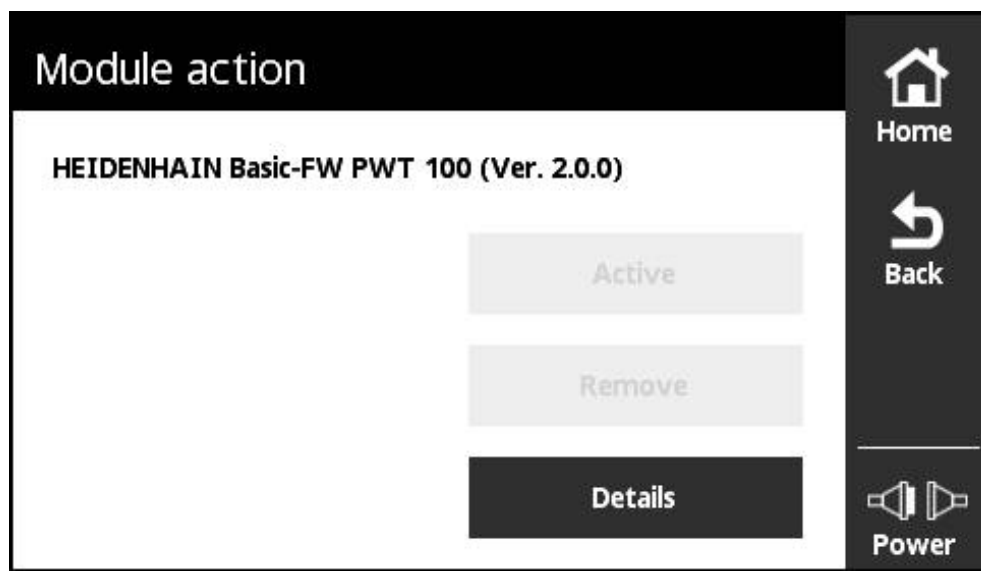 Module action
HEIDENHAIN Basic-FW PWT 100 (Ver. 2.0.0)
Active
Remove
Details
Home
Back
Power